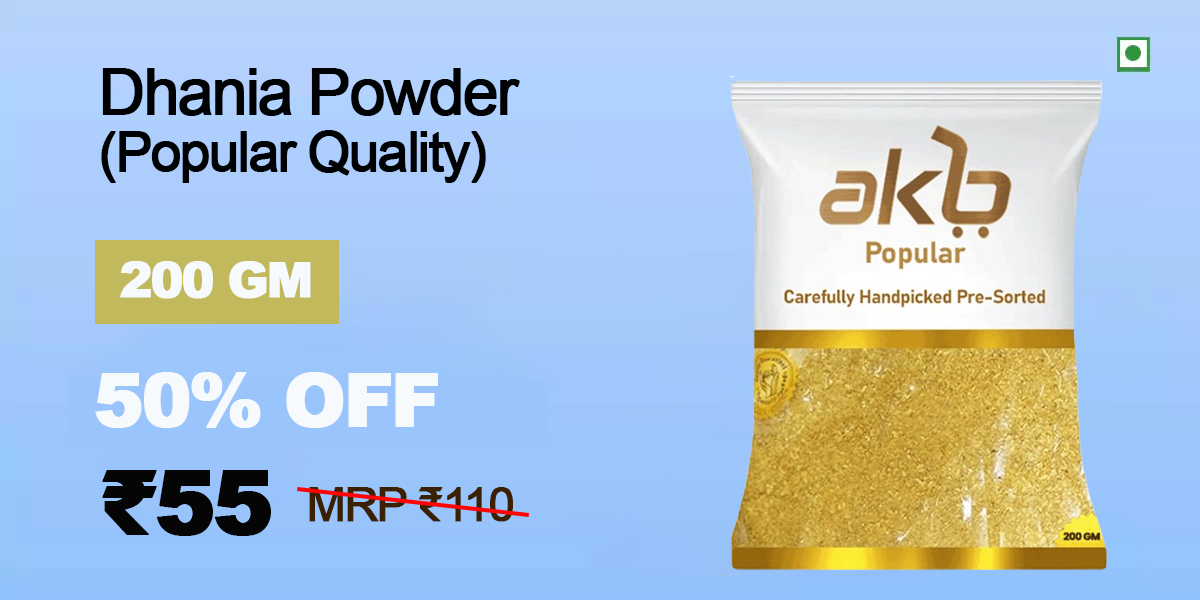 Dhania Powder
(Popular Quality)
200 GM
50% OFF
₹55 MRP ₹110
akb
Popular
Carefully Handpicked Pre-Sorted
200 GM